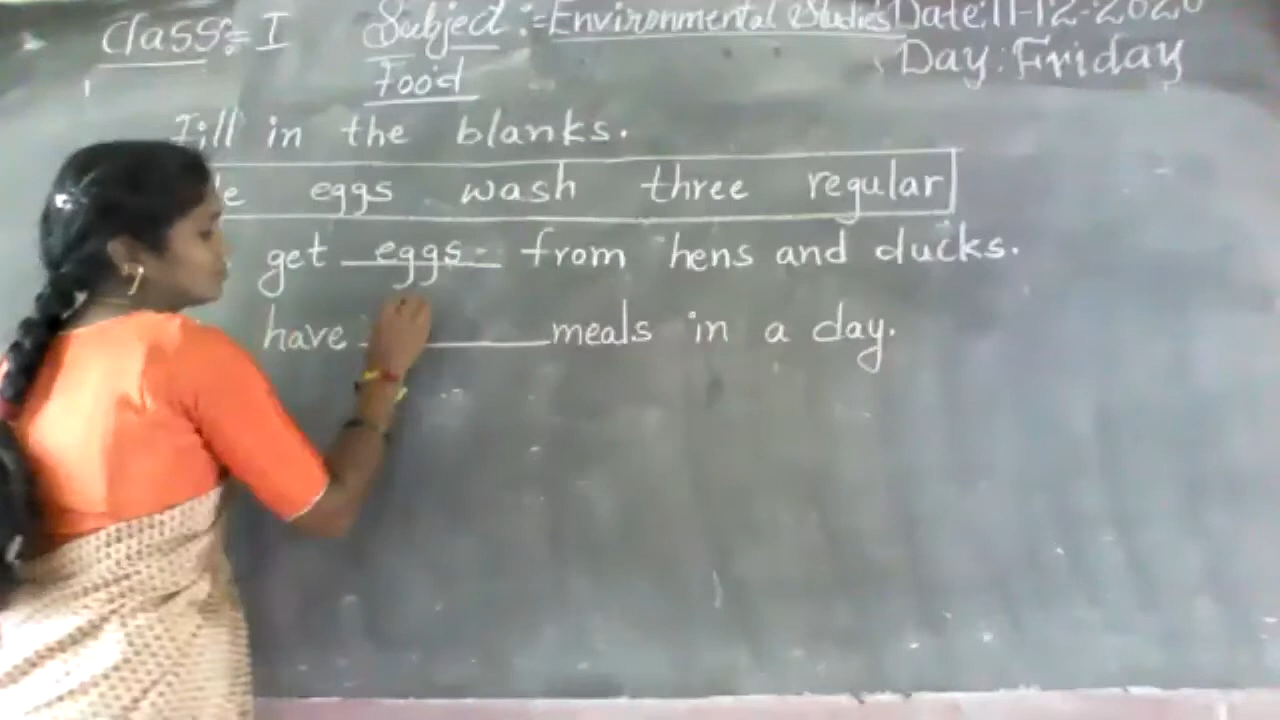 Class:= I Subject:= Environmental Studies Date:11-12-2020
Food Day: Friday
Fill in the blanks.
eggs wash three regular
get eggs from hens and ducks.
have ______ meals in a day.